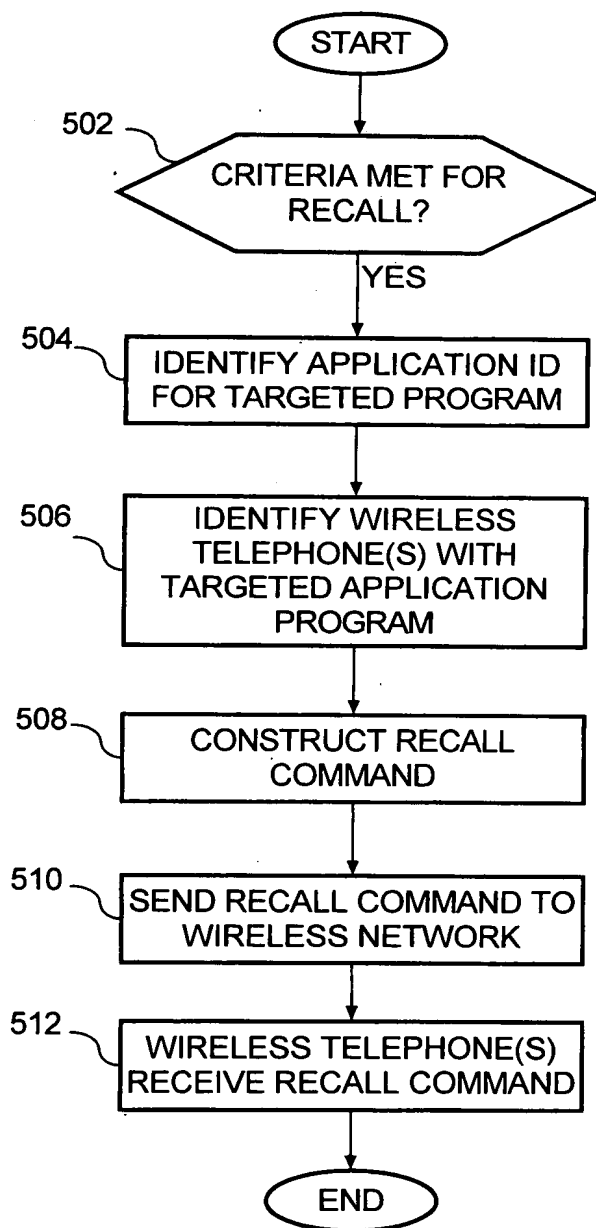 START
502
CRITERIA MET FOR
RECALL?
YES
504
IDENTIFY APPLICATION ID
FOR TARGETED PROGRAM
506
IDENTIFY WIRELESS
TELEPHONE(S) WITH
TARGETED APPLICATION
PROGRAM
508
CONSTRUCT RECALL
COMMAND
510
SEND RECALL COMMAND TO
WIRELESS NETWORK
512
WIRELESS TELEPHONE(S)
RECEIVE RECALL COMMAND
END